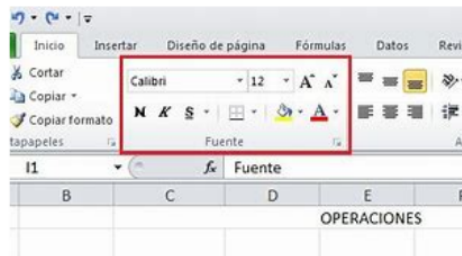 Inicio Insertar Diseño de página Fórmulas Datos Revi
Cortar
Copiar
Copiar formato
tapapeles
Calibri 12 A A
N K S A
Fuente
A
I1 fx Fuente
B C D E
OPERACIONES